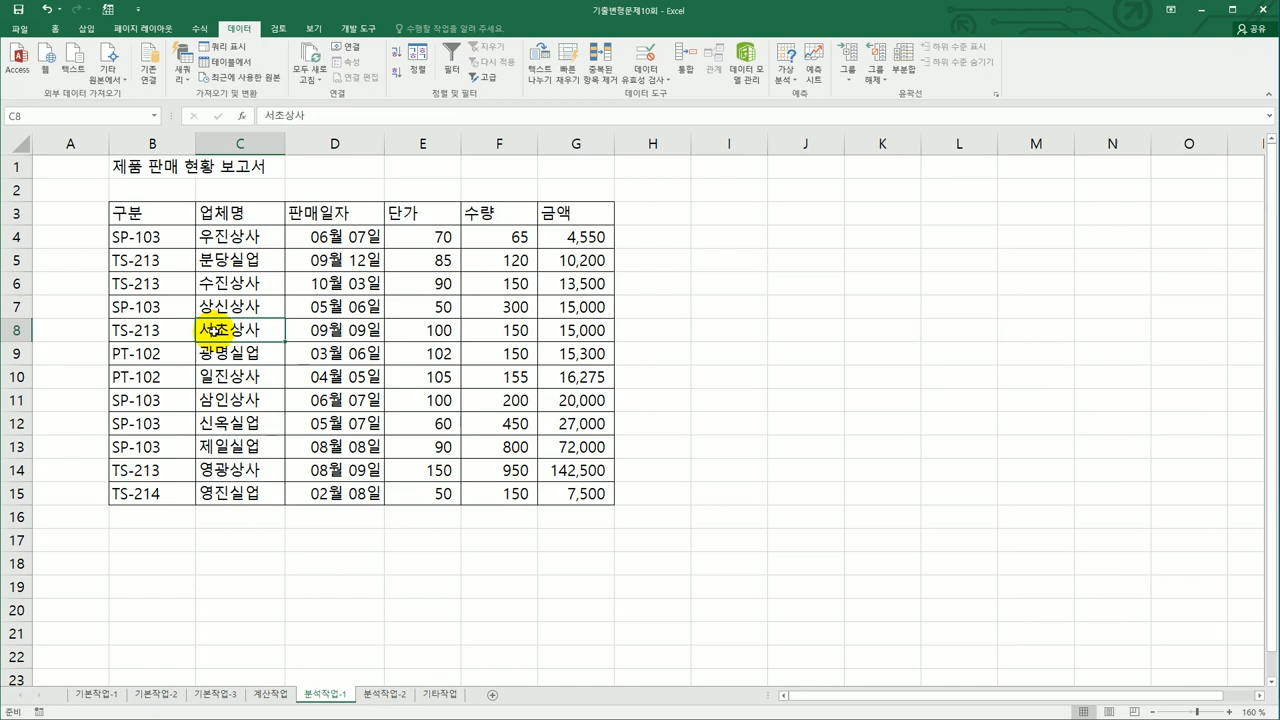 기출변형문제10회 - Excel
파일 홈 삽입 페이지 레이아웃 수식 데이터 검토 보기 개발 도구 수행할 작업을 알려 주세요. 공유
Access 웹 텍스트 기타 원본에서 기존 연결 새 쿼리 쿼리 표시 테이블에서 최근에 사용한 원본 모두 새로 고침 연결 속성 연결 편집 정렬 필터 지우기 다시 적용 고급 텍스트 나누기 빠른 채우기 중복된 항목 제거 데이터 유효성 검사 통합 관계 데이터 모델 관리 가상 분석 예측 시트 그룹 그룹 해제 부분합 하위 수준 표시 하위 수준 숨기기
외부 데이터 가져오기 가져오기 및 변환 연결 정렬 및 필터 데이터 도구 예측 윤곽선
C8 fx 서초상사
A B C D E F G H I J K L M N O
1 제품 판매 현황 보고서
2
3 구분 업체명 판매일자 단가 수량 금액
4 SP-103 우진상사 06월 07일 70 65 4,550
5 TS-213 분당실업 09월 12일 85 120 10,200
6 TS-213 수진상사 10월 03일 90 150 13,500
7 SP-103 상신상사 05월 06일 50 300 15,000
8 TS-213 서초상사 09월 09일 100 150 15,000
9 PT-102 광명실업 03월 06일 102 150 15,300
10 PT-102 일진상사 04월 05일 105 155 16,275
11 SP-103 삼인상사 06월 07일 100 200 20,000
12 SP-103 신옥실업 05월 07일 60 450 27,000
13 SP-103 제일실업 08월 08일 90 800 72,000
14 TS-213 영광상사 08월 09일 150 950 142,500
15 TS-214 영진실업 02월 08일 50 150 7,500
16
17
18
19
20
21
22
23
기본작업-1 기본작업-2 기본작업-3 계산작업 분석작업-1 분석작업-2 기타작업
준비 160 %